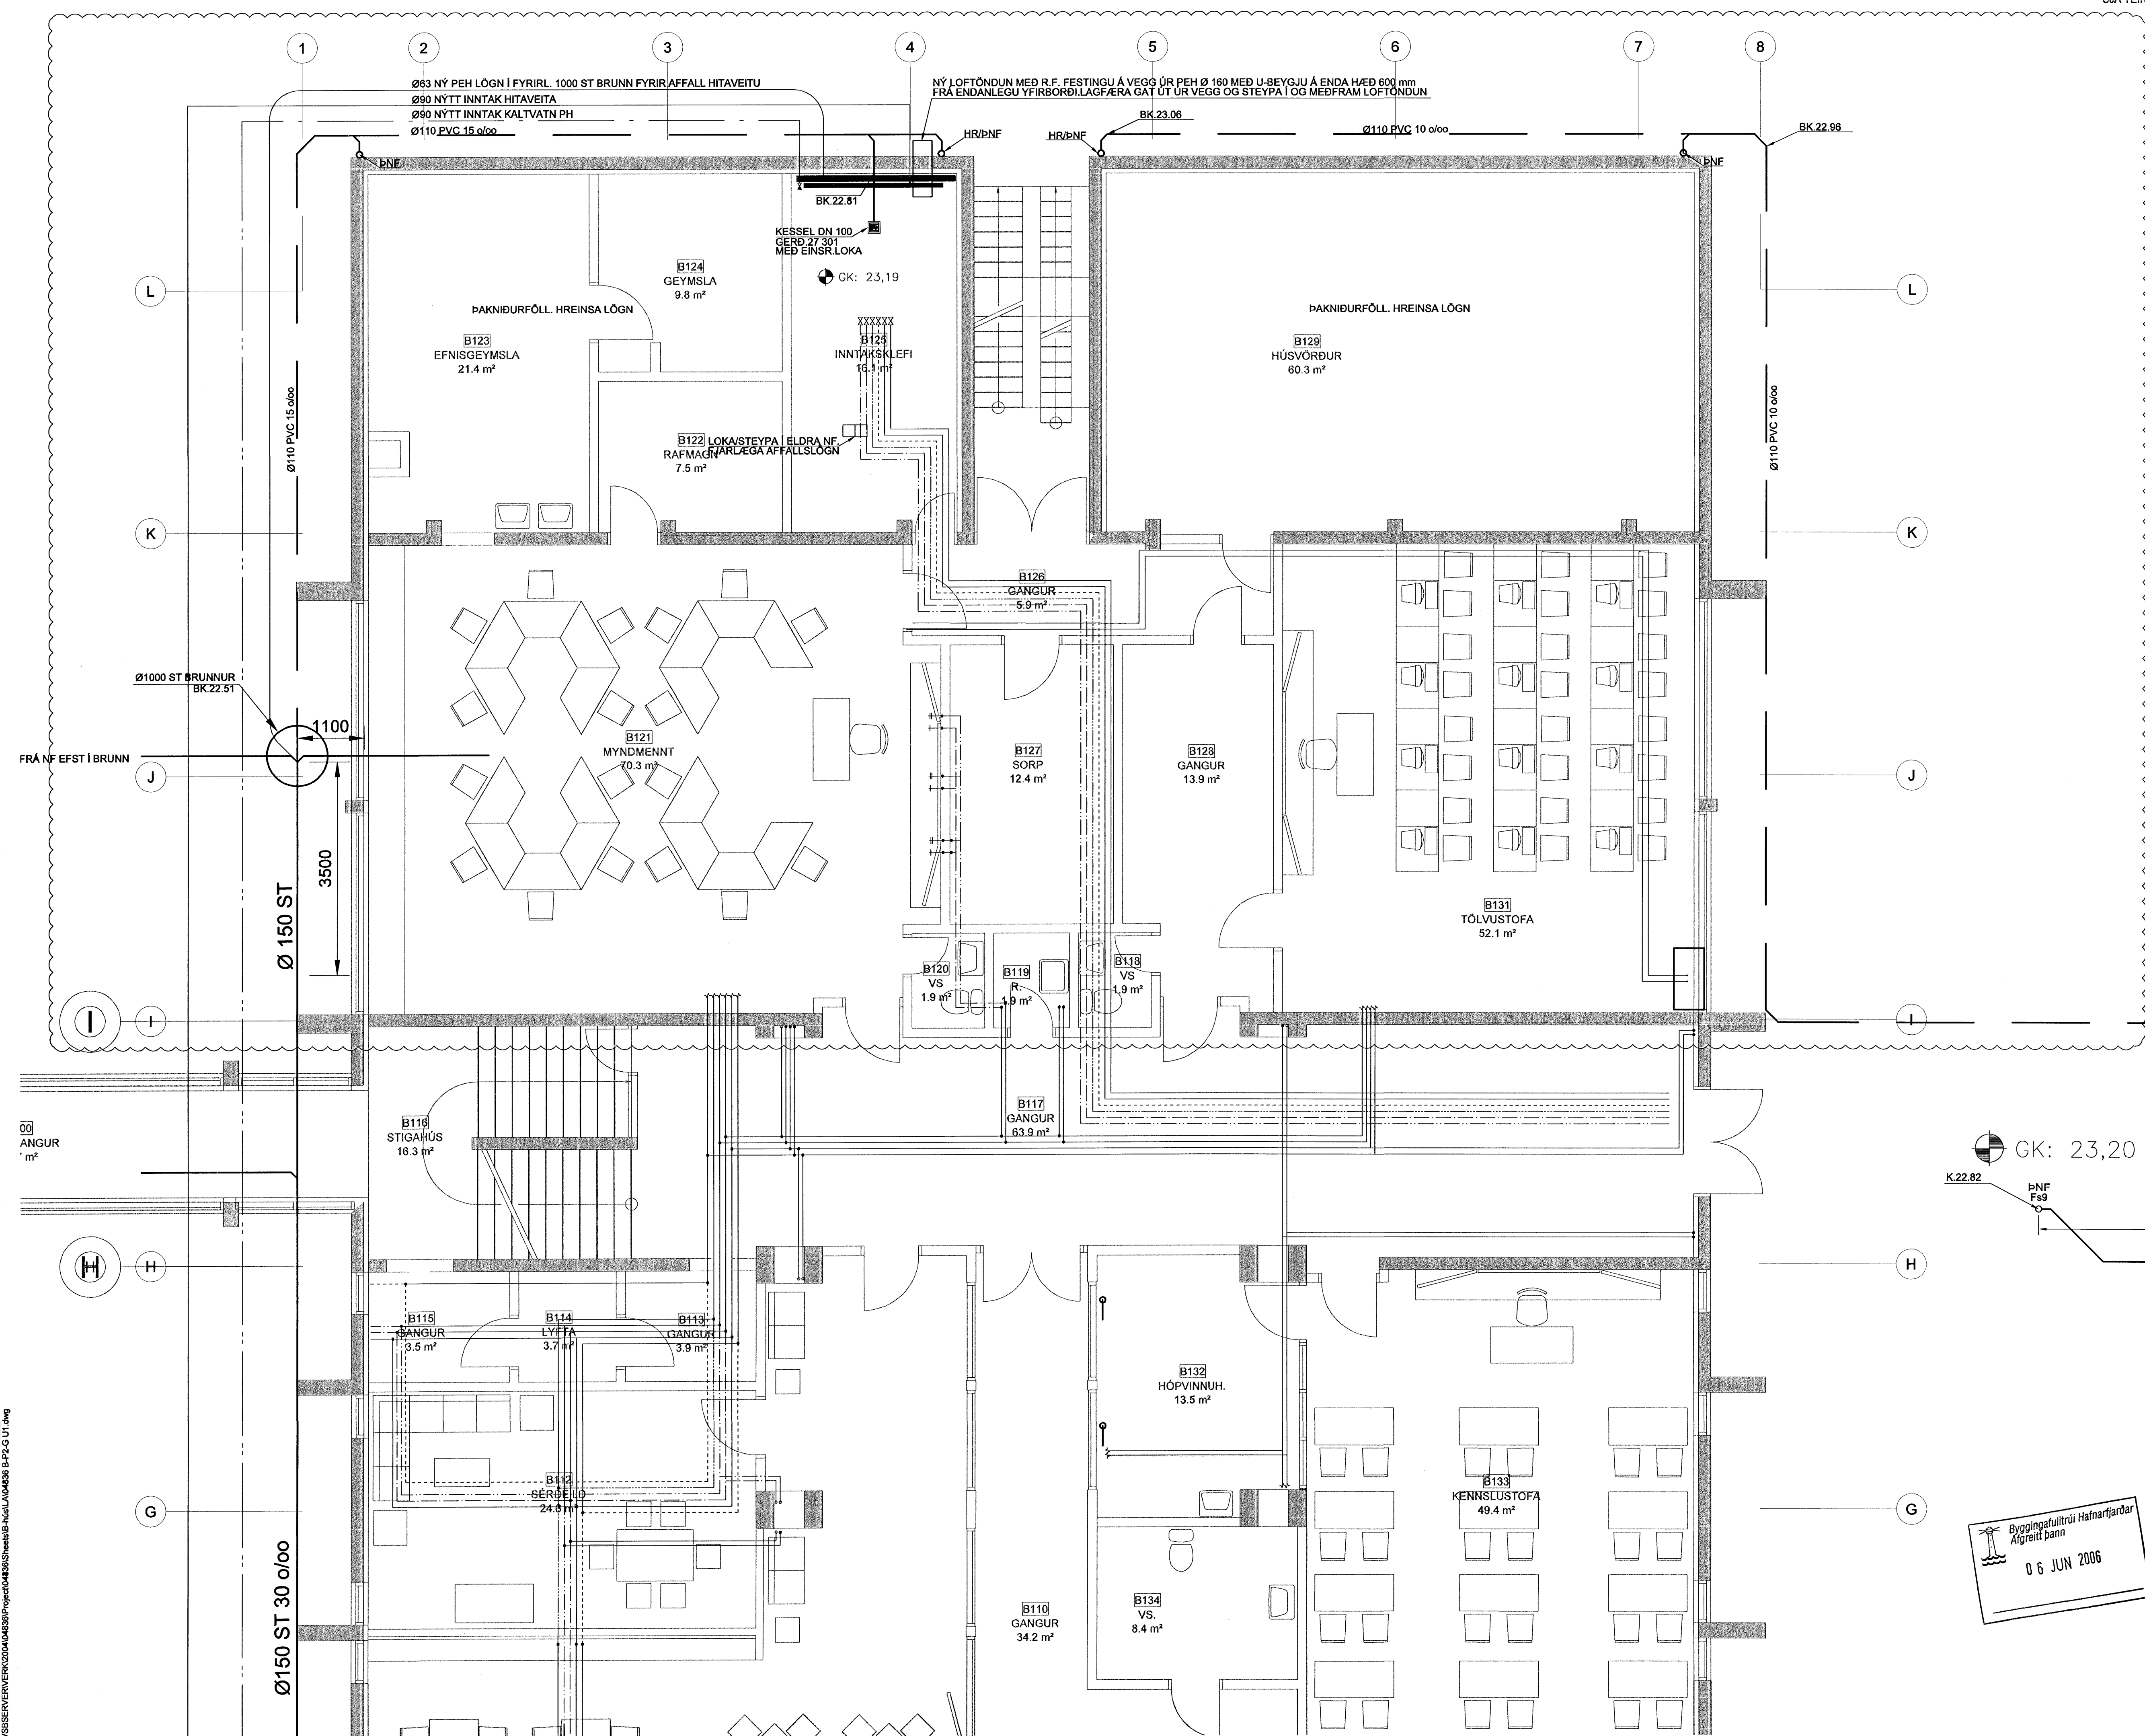 1
2
3
4
5
6
7
8
Ø63 NÝ PEH LÖGN Í FYRIRL. 1000 ST BRUNN FYRIR AFFALL HITAVEITU
Ø90 NÝTT INNTAK HITAVEITA
Ø90 NÝTT INNTAK KALTVATN PH
Ø110 PVC 15 o/oo
NÝ LOFTÖNDUN MEÐ R.F. FESTINGU Á VEGG ÚR PEH Ø 160 MEÐ U-BEYGJU Á ENDA HÆÐ 600 mm
FRÁ ENDANLEGU YFIRBORÐI.LAGFÆRA GAT ÚT ÚR VEGG OG STEYPA Í OG MEÐFRAM LOFTÖNDUN
HR/ÞNF
HR/ÞNF
BK.23.06
Ø110 PVC 10 o/oo
BK.22.96
ÞNF
ÞNF
BK.22.81
KESSEL DN 100
GERÐ.27 301
MEÐ EINSR.LOKA
GK: 23,19
B124
GEYMSLA
9.8 m²
L
L
ÞAKNIÐURFÖLL. HREINSA LÖGN
ÞAKNIÐURFÖLL. HREINSA LÖGN
B123
EFNISGEYMSLA
21.4 m²
B125
INNTAKSKLEFI
16.1 m²
B129
HÚSVÖRÐUR
60.3 m²
Ø110 PVC 15 o/oo
Ø110 PVC 10 o/oo
B122
RAFMAGN
7.5 m²
LOKA/STEYPA Í ELDRA NF.
FJARLÆGA AFFALLSLÖGN
K
K
B126
GANGUR
5.9 m²
Ø1000 ST BRUNNUR
BK.22.51
1100
FRÁ NF EFST Í BRUNN
B121
MYNDMENNT
70.3 m²
B127
SORP
12.4 m²
B128
GANGUR
13.9 m²
J
J
3500
Ø 150 ST
B131
TÖLVUSTOFA
52.1 m²
B120
VS
1.9 m²
B119
R.
1.9 m²
B118
VS
1.9 m²
I
I
I
B117
GANGUR
63.9 m²
B116
STIGAHÚS
16.3 m²
00
ANGUR
m²
GK: 23,20
K.22.82
ÞNF
Fs9
H
H
H
B115
GANGUR
3.5 m²
B114
LYFTA
3.7 m²
B113
GANGUR
3.9 m²
B132
HÓPVINNUH.
13.5 m²
B112
SÉRDEILD
B133
KENNSLUSTOFA
49.4 m²
G
G
Byggingafulltrúi Hafnarfjarðar
Afgreitt þann
06 JUN 2006
Ø150 ST 30 o/oo
B110
GANGUR
34.2 m²
B134
VS.
8.4 m²